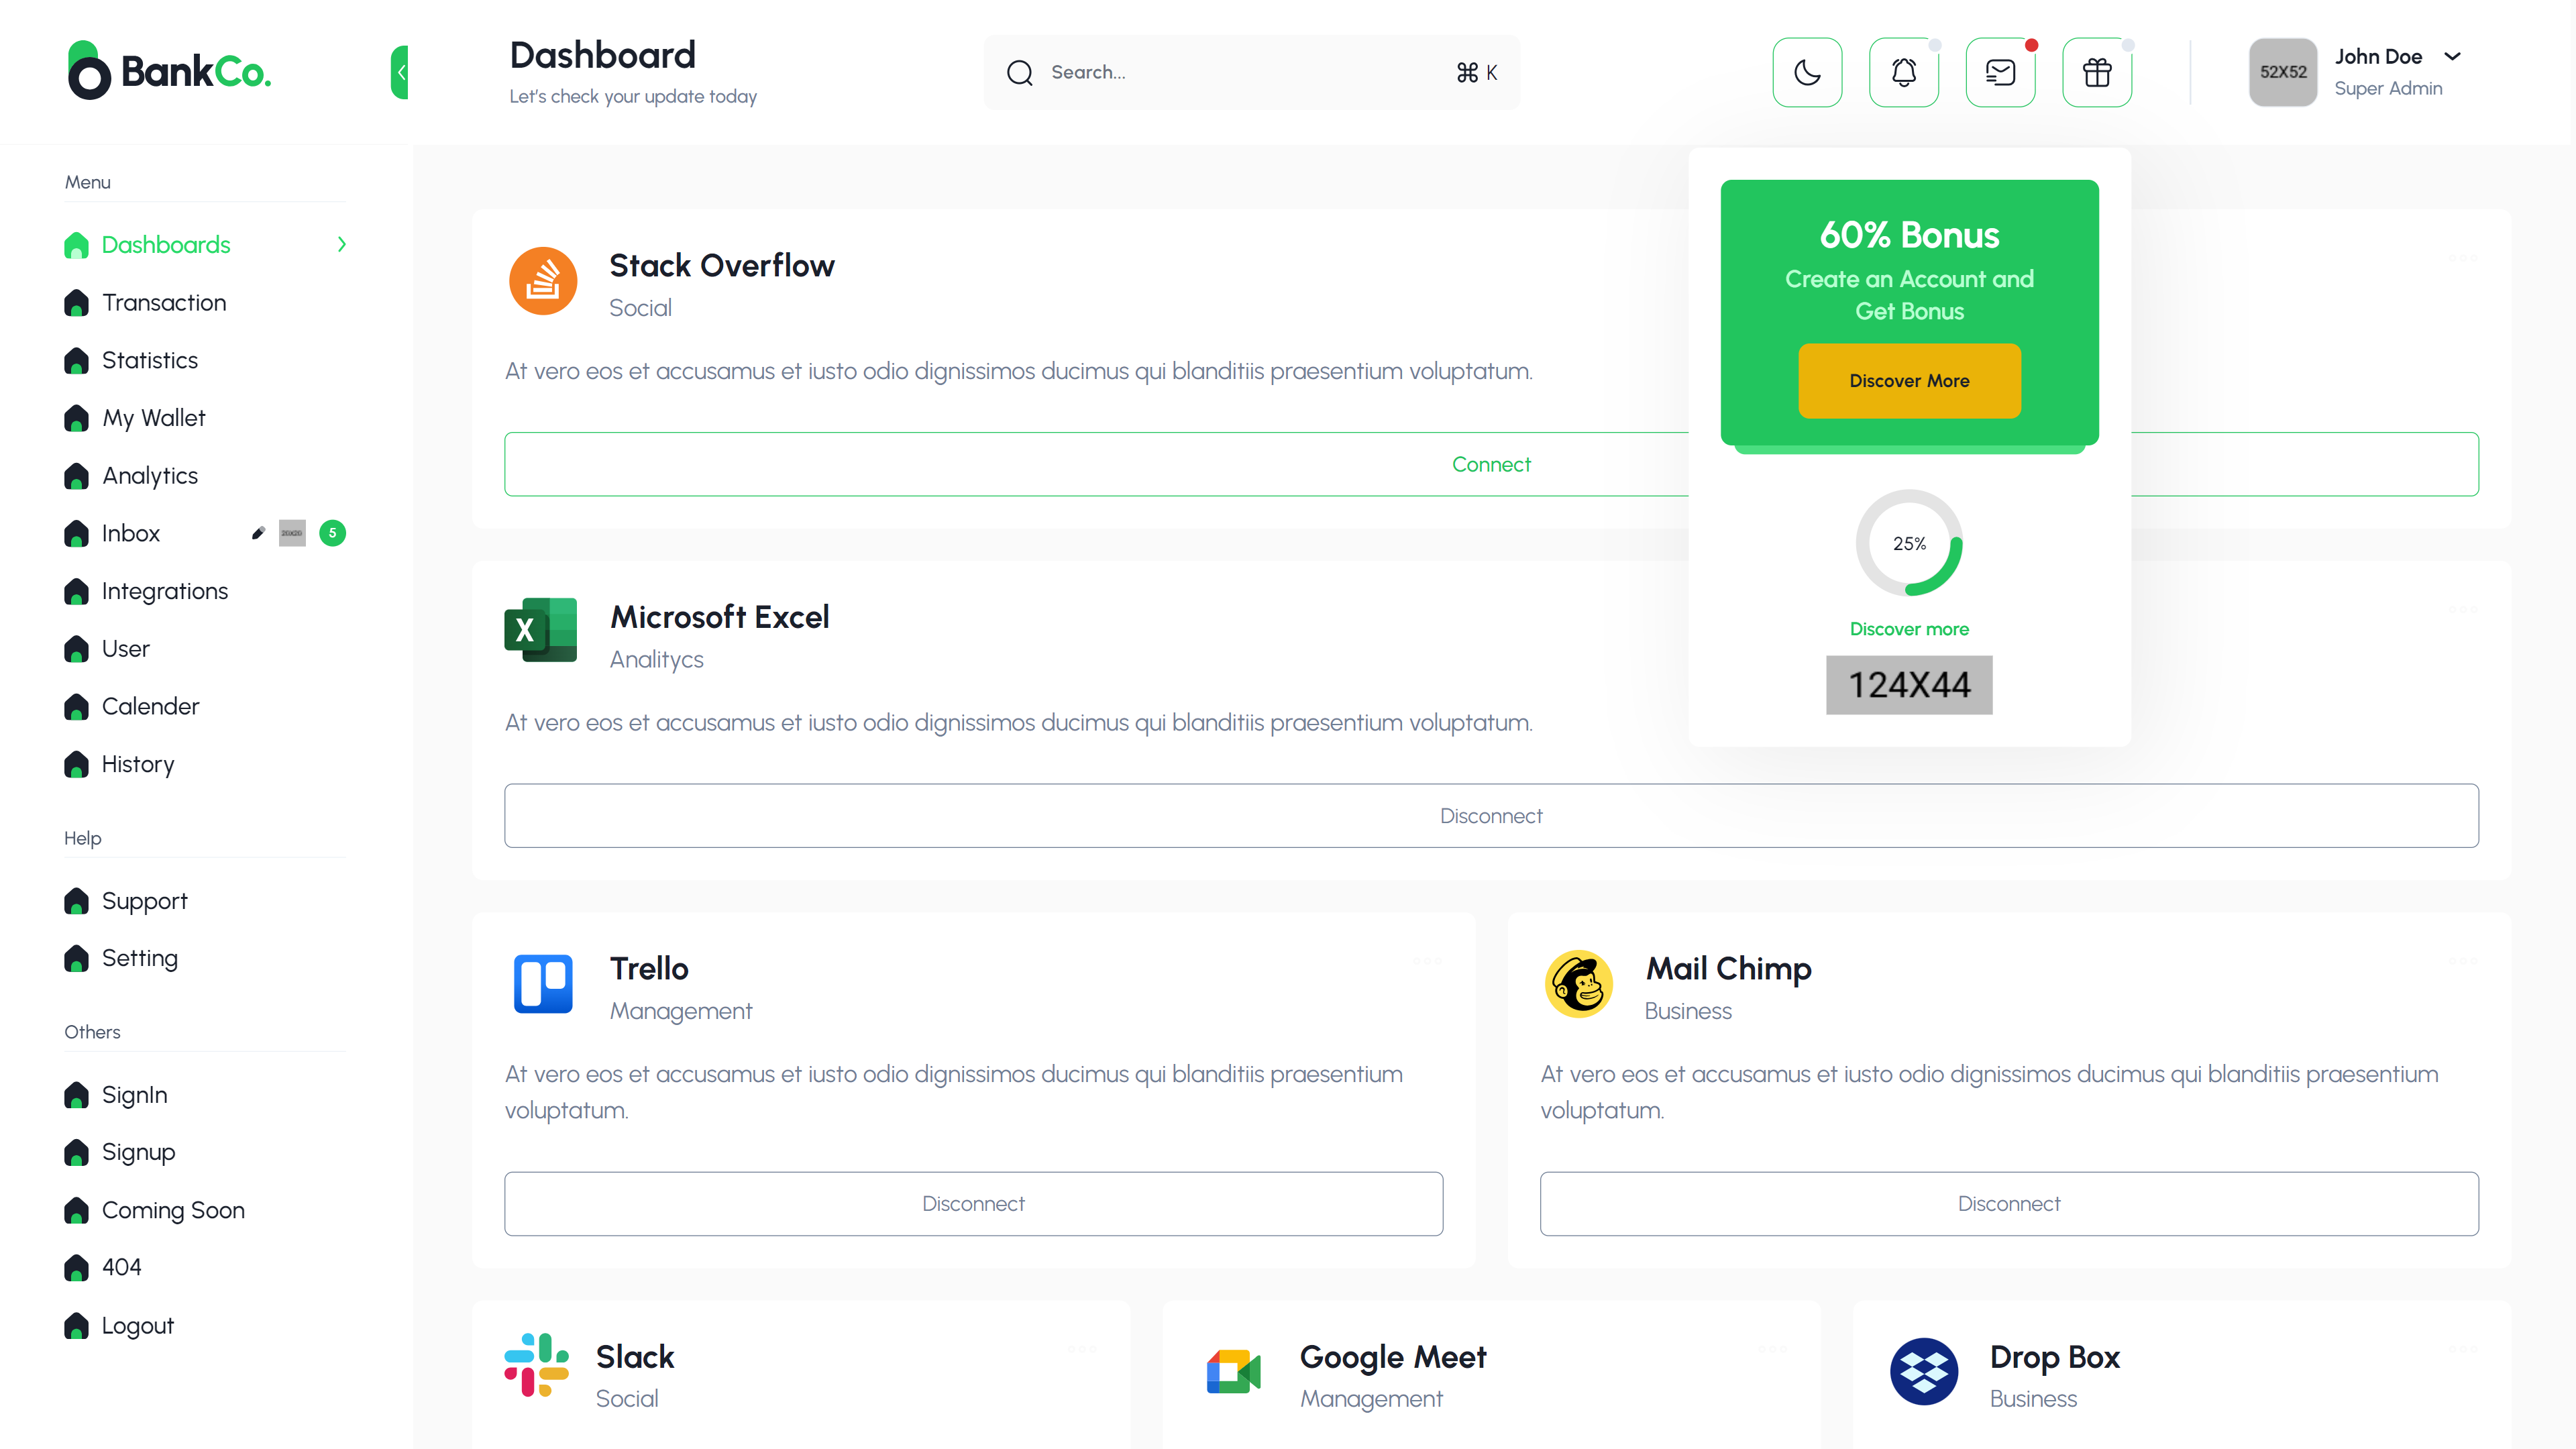 BankCo.
Dashboard
Let's check your update today
Search...
⌘ K
52X52
John Doe
Super Admin
Menu
Dashboards
Transaction
Statistics
My Wallet
Analytics
Inbox
20X20
5
Integrations
User
Calender
History
Help
Support
Setting
Others
SignIn
Signup
Coming Soon
404
Logout
Stack Overflow
Social
At vero eos et accusamus et iusto odio dignissimos ducimus qui blanditiis praesentium voluptatum.
Connect
60% Bonus
Create an Account and
Get Bonus
Discover More
25%
Discover more
124X44
Microsoft Excel
Analitycs
At vero eos et accusamus et iusto odio dignissimos ducimus qui blanditiis praesentium voluptatum.
Disconnect
Trello
Management
At vero eos et accusamus et iusto odio dignissimos ducimus qui blanditiis praesentium
voluptatum.
Disconnect
Mail Chimp
Business
At vero eos et accusamus et iusto odio dignissimos ducimus qui blanditiis praesentium
voluptatum.
Disconnect
Slack
Social
Google Meet
Management
Drop Box
Business